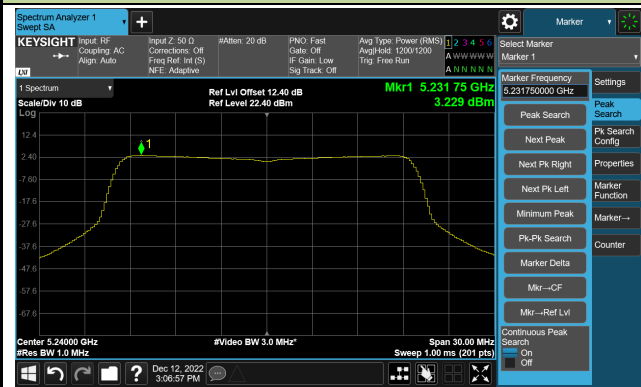 Spectrum Analyzer 1
Swept SA
+
Marker
KEYSIGHT
Input: RF
Coupling: AC
Align: Auto
Input Z: 50 Ω
Corrections: Off
Freq Ref: Int (S)
NFE: Adaptive
#Atten: 20 dB
PNO: Fast
Gate: Off
IF Gain: Low
Sig Track: Off
Avg Type: Power (RMS)
Avg|Hold: 1200/1200
Trig: Free Run
1 2 3 4 5 6
A W W W W W
A N N N N N
LNI
Select Marker
Marker 1
1 Spectrum
Scale/Div 10 dB
Log
Ref Lvl Offset 12.40 dB
Ref Level 22.40 dBm
Mkr1 5.231 75 GHz
3.229 dBm
1
12.4
2.40
-7.60
-17.6
-27.6
-37.6
-47.6
-57.6
-67.6
Center 5.24000 GHz
#Res BW 1.0 MHz
#Video BW 3.0 MHz*
Span 30.00 MHz
Sweep 1.00 ms (201 pts)
Marker Frequency
5.231750000 GHz
Peak Search
Next Peak
Next Pk Right
Next Pk Left
Minimum Peak
Pk-Pk Search
Marker Delta
Mkr→CF
Mkr→Ref Lvl
Continuous Peak
Search
On
Off
Settings
Peak
Search
Pk Search
Config
Properties
Marker
Function
Marker→
Counter
?
Dec 12, 2022
3:06:57 PM